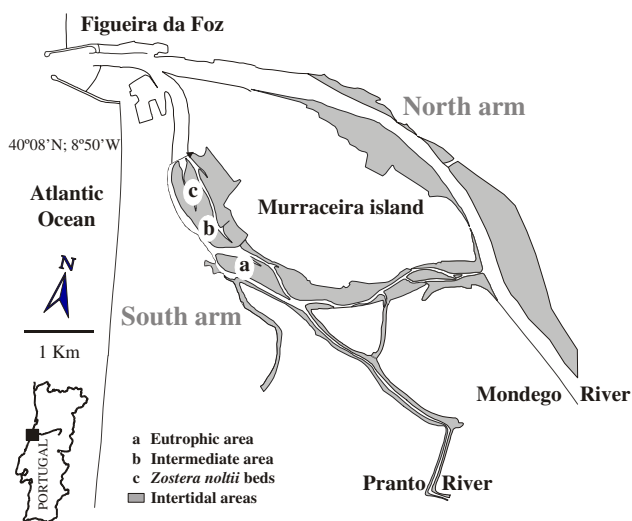 Figueira da Foz
North arm
40º08'N; 8º50'W
c
Atlantic
Ocean
Murraceira island
b
a
N
South arm
1 Km
Mondego River
PORTUGAL
a Eutrophic area
b Intermediate area
c Zostera noltii beds
Intertidal areas
Pranto River